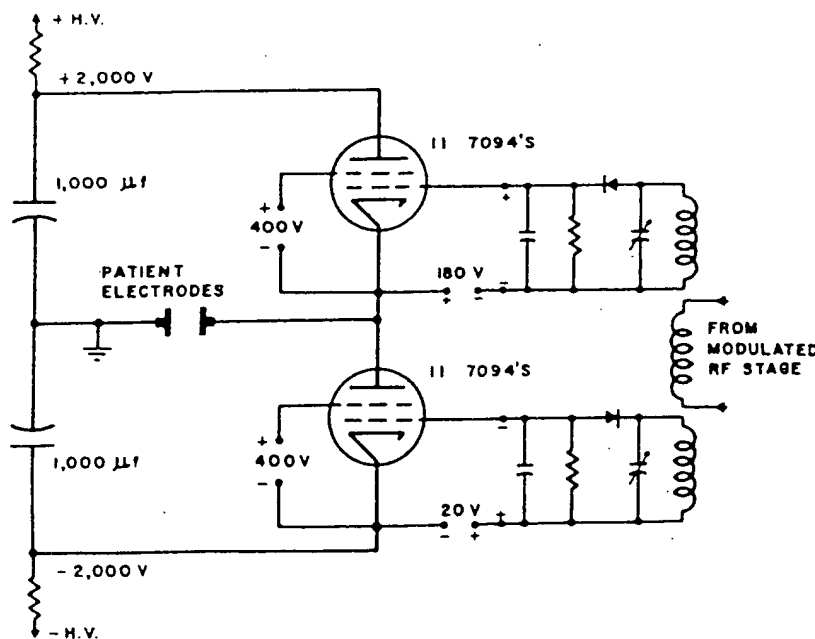 + H.V.
+2,000 V
11 7094'S
1,000 µf
+
400V
-
+
180 V
+ -
-
PATIENT
ELECTRODES
FROM
MODULATED
RF STAGE
11 7094'S
1,000 µf
+
400V
-
-
20 V
- +
+
-2,000 V
- H.V.